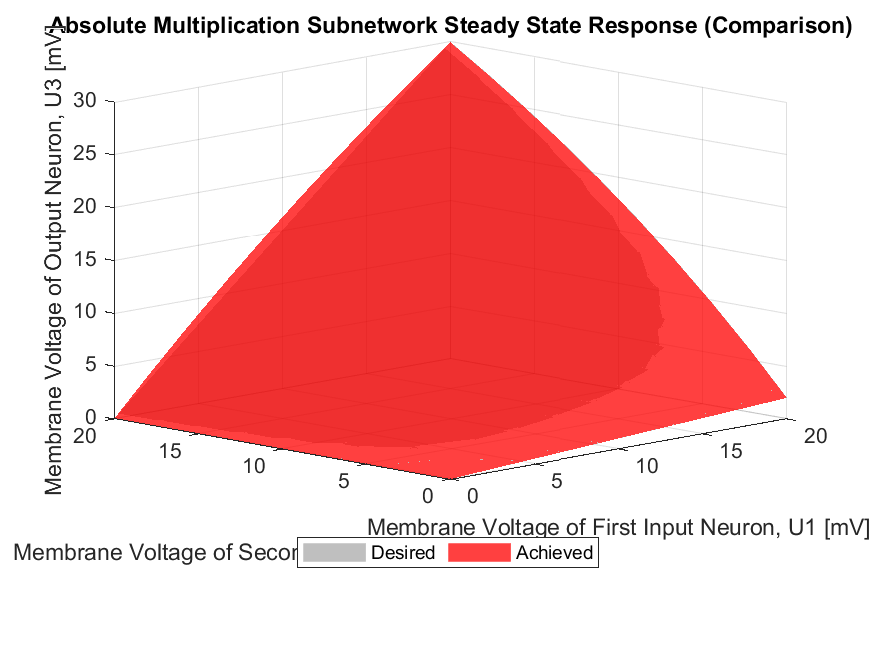 Absolute Multiplication Subnetwork Steady State Response (Comparison)
Membrane Voltage of Output Neuron, U3 [mV]
30
25
20
15
10
5
0
20
15
10
5
0
0
5
10
15
20
Membrane Voltage of First Input Neuron, U1 [mV]
Membrane Voltage of Secon
Desired
Achieved